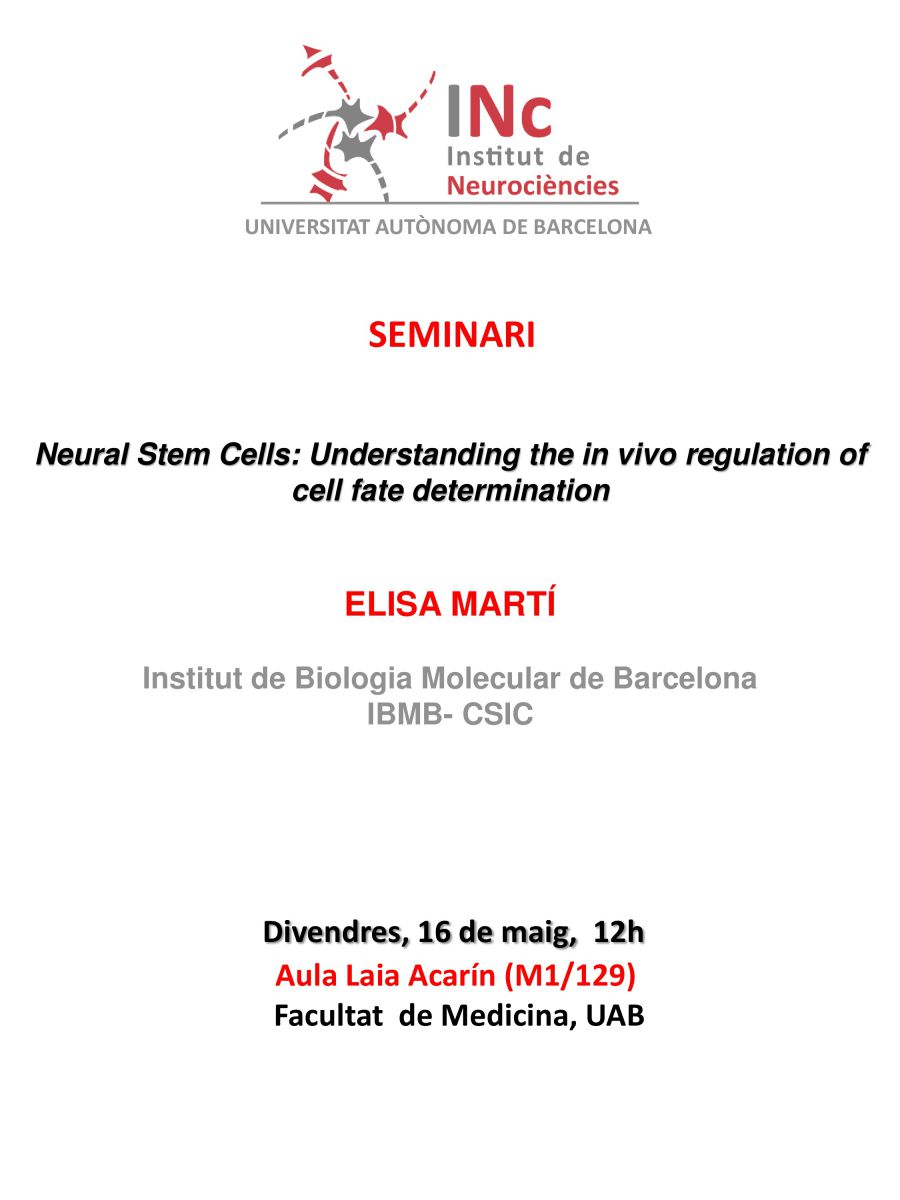 INc
Institut de
Neurociències
UNIVERSITAT AUTÒNOMA DE BARCELONA
SEMINARI
Neural Stem Cells: Understanding the in vivo regulation of
cell fate determination
ELISA MARTÍ
Institut de Biologia Molecular de Barcelona
IBMB- CSIC
Divendres, 16 de maig, 12h
Aula Laia Acarín (M1/129)
Facultat de Medicina, UAB